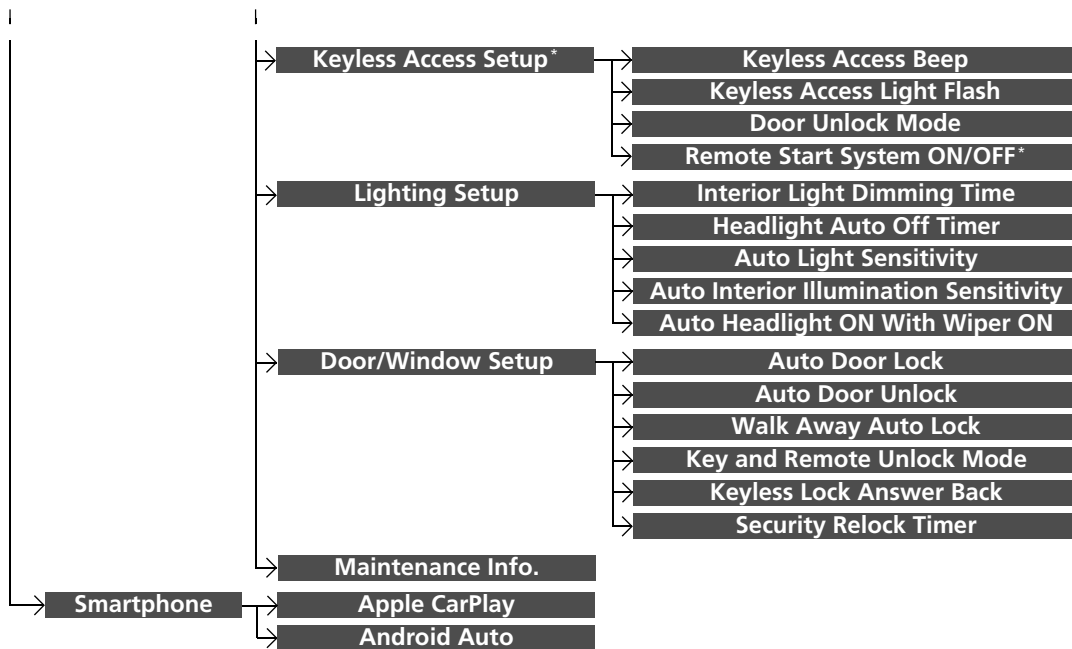 Keyless Access Setup*
Keyless Access Beep
Keyless Access Light Flash
Door Unlock Mode
Remote Start System ON/OFF*
Lighting Setup
Interior Light Dimming Time
Headlight Auto Off Timer
Auto Light Sensitivity
Auto Interior Illumination Sensitivity
Auto Headlight ON With Wiper ON
Door/Window Setup
Auto Door Lock
Auto Door Unlock
Walk Away Auto Lock
Key and Remote Unlock Mode
Keyless Lock Answer Back
Security Relock Timer
Maintenance Info.
Smartphone
Apple CarPlay
Android Auto